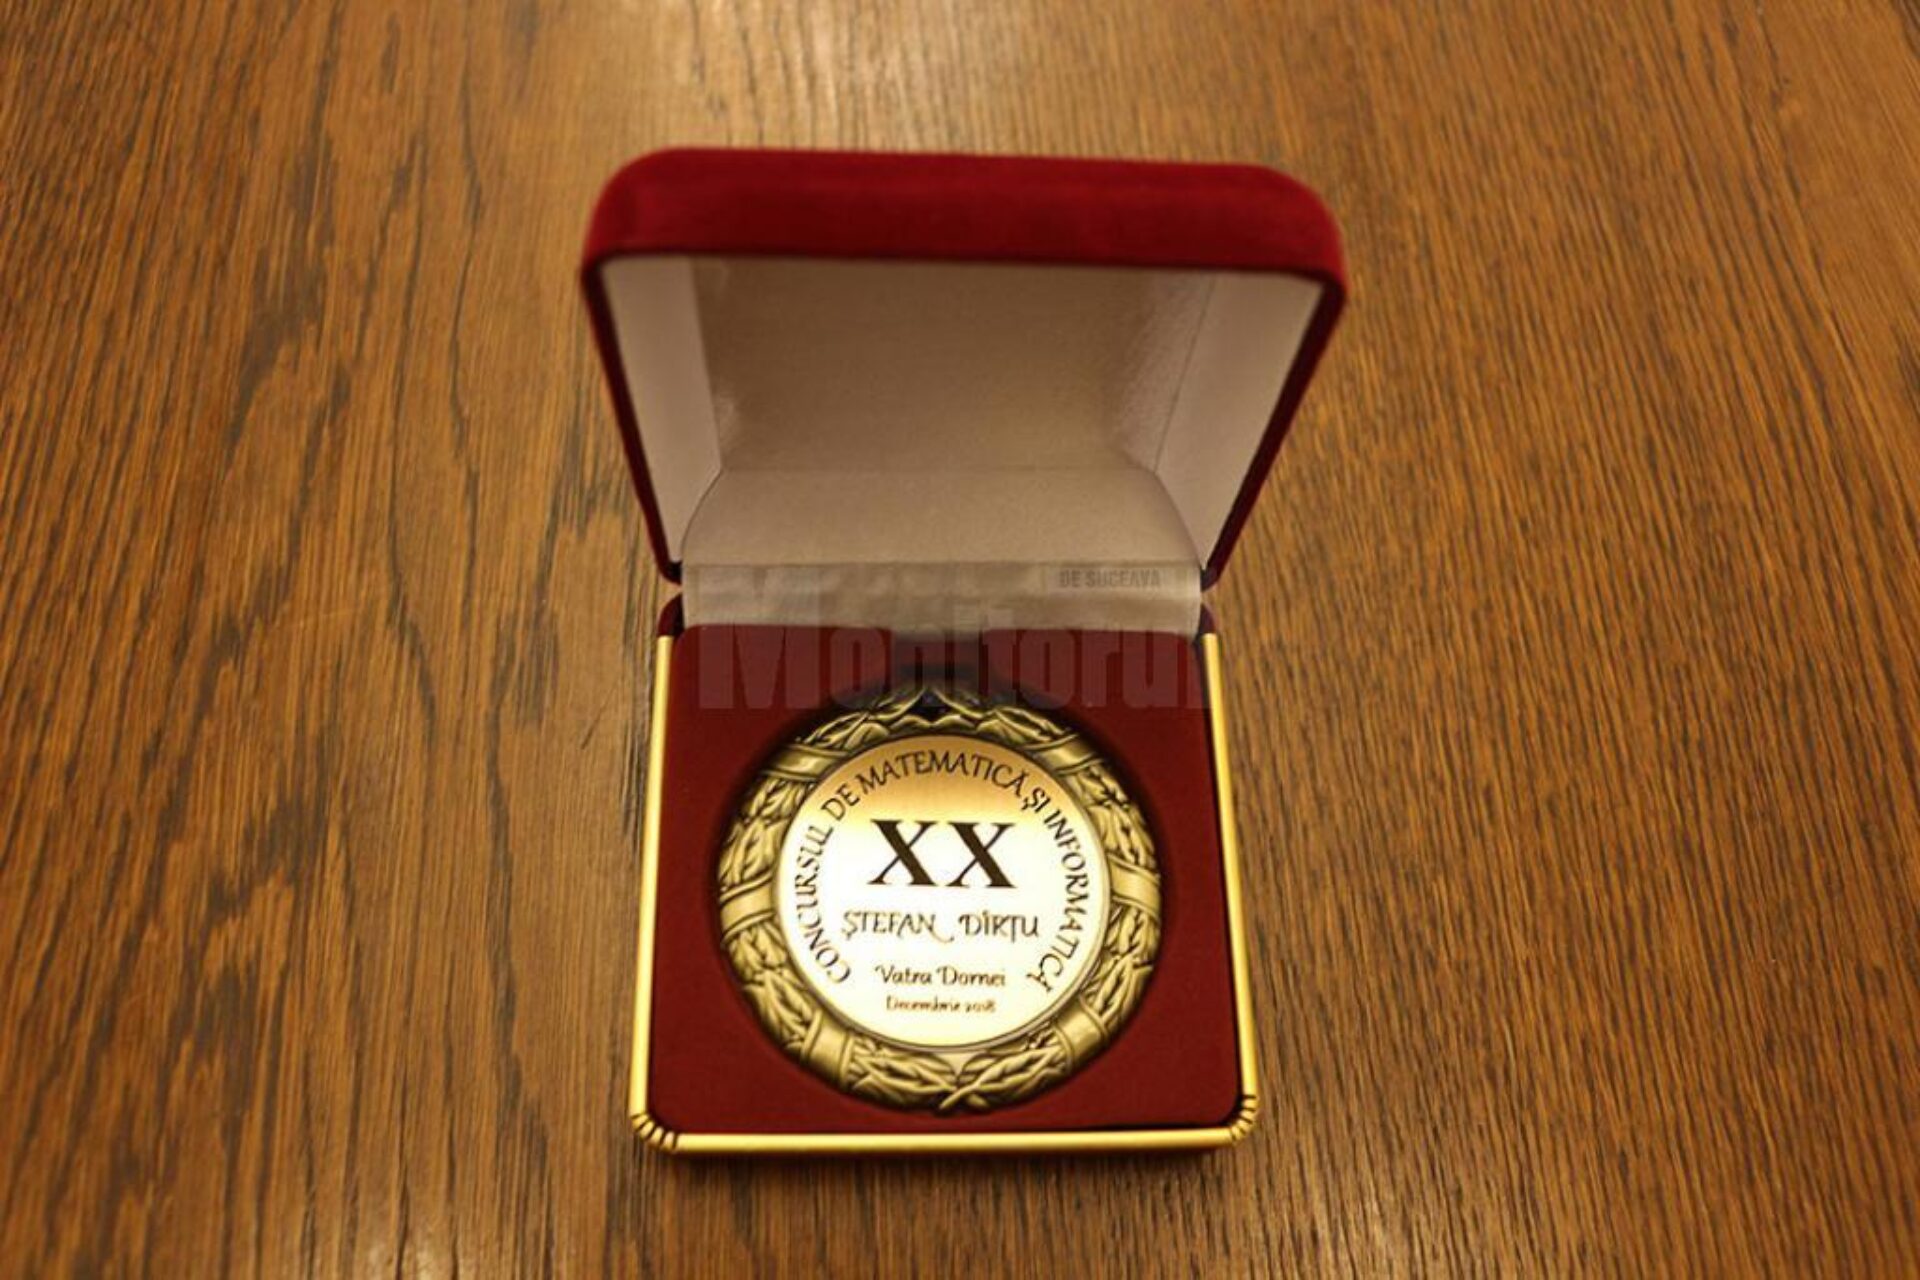 DE SUCEAVA
Monitorul
CONCURSUL DE MATEMATICĂ ȘI INFORMATICĂ
XX
ȘTEFAN DÎRȚU
Vatra Dornei
Decembrie 2018